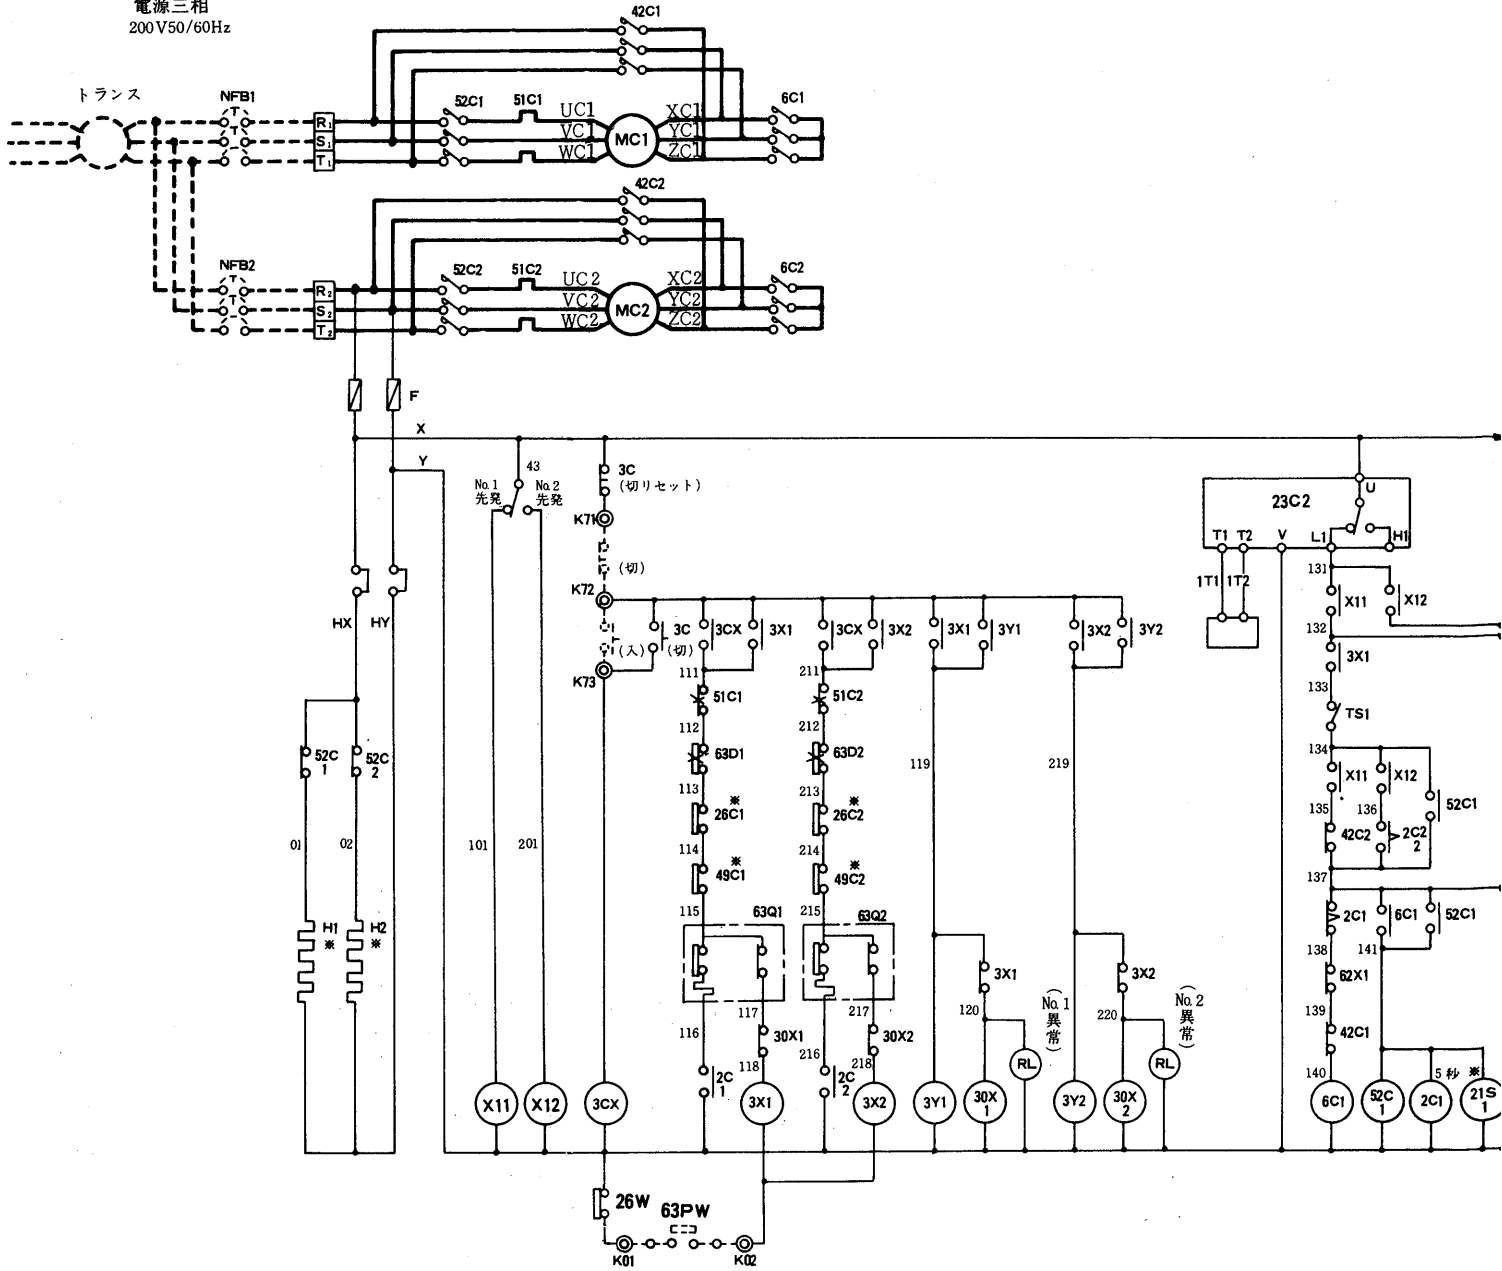 電源三相
200V50/60Hz
トランス
NFB1
R1
S1
T1
42C1
52C1
51C1
UC1
VC1
WC1
MC1
XC1
YC1
ZC1
6C1
NFB2
R2
S2
T2
42C2
52C2
51C2
UC2
VC2
WC2
MC2
XC2
YC2
ZC2
6C2
F
X
Y
43
No.1
先発
No.2
先発
3C
(切リセット)
K71
(切)
K72
(入)
3C
(切)
K73
HX
HY
52C
1
52C
2
01
02
H1
※
H2
※
101
201
X11
X12
3CX
3CX
3X1
111
51C1
112
63D1
113
※
26C1
114
※
49C1
115
63Q1
116
117
30X1
118
2C
1
3X1
3CX
3X2
211
51C2
212
63D2
213
※
26C2
214
※
49C2
215
63Q2
216
217
30X2
218
2C
2
3X2
3X1
3Y1
119
3X1
120
3Y1
30X
1
RL
(No.1異常)
3X2
3Y2
219
3X2
220
3Y2
30X
2
RL
(No.2異常)
26W
63PW
K01
K02
23C2
U
T1
T2
V
L1
H1
1T1
1T2
131
X11
X12
132
3X1
133
TS1
134
X11
X12
52C1
135
136
42C2
2C2
2
137
2C1
6C1
52C1
138
141
62X1
139
42C1
140
5秒
※
6C1
52C
1
2C1
21S
1